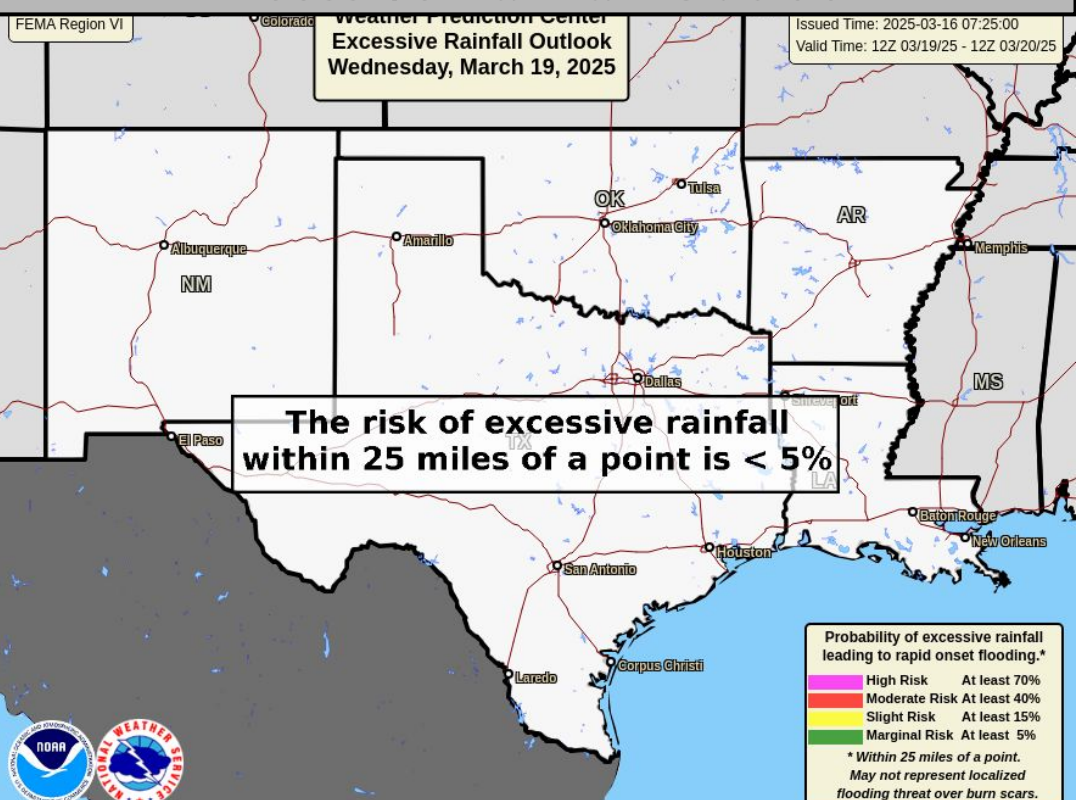 FEMA Region VI
Weather Prediction Center
Excessive Rainfall Outlook
Wednesday, March 19, 2025
Issued Time: 2025-03-16 07:25:00
Valid Time: 12Z 03/19/25 - 12Z 03/20/25
Colorado
OK
Tulsa
Oklahoma City
AR
Albuquerque
Amarillo
Memphis
NM
Dallas
MS
Shreveport
The risk of excessive rainfall
within 25 miles of a point is < 5%
El Paso
TX
LA
Baton Rouge
New Orleans
Houston
San Antonio
Corpus Christi
Laredo
Probability of excessive rainfall
leading to rapid onset flooding.*
High Risk At least 70%
Moderate Risk At least 40%
Slight Risk At least 15%
Marginal Risk At least 5%
* Within 25 miles of a point.
May not represent localized
flooding threat over burn scars.
NOAA
NATIONAL WEATHER SERVICE